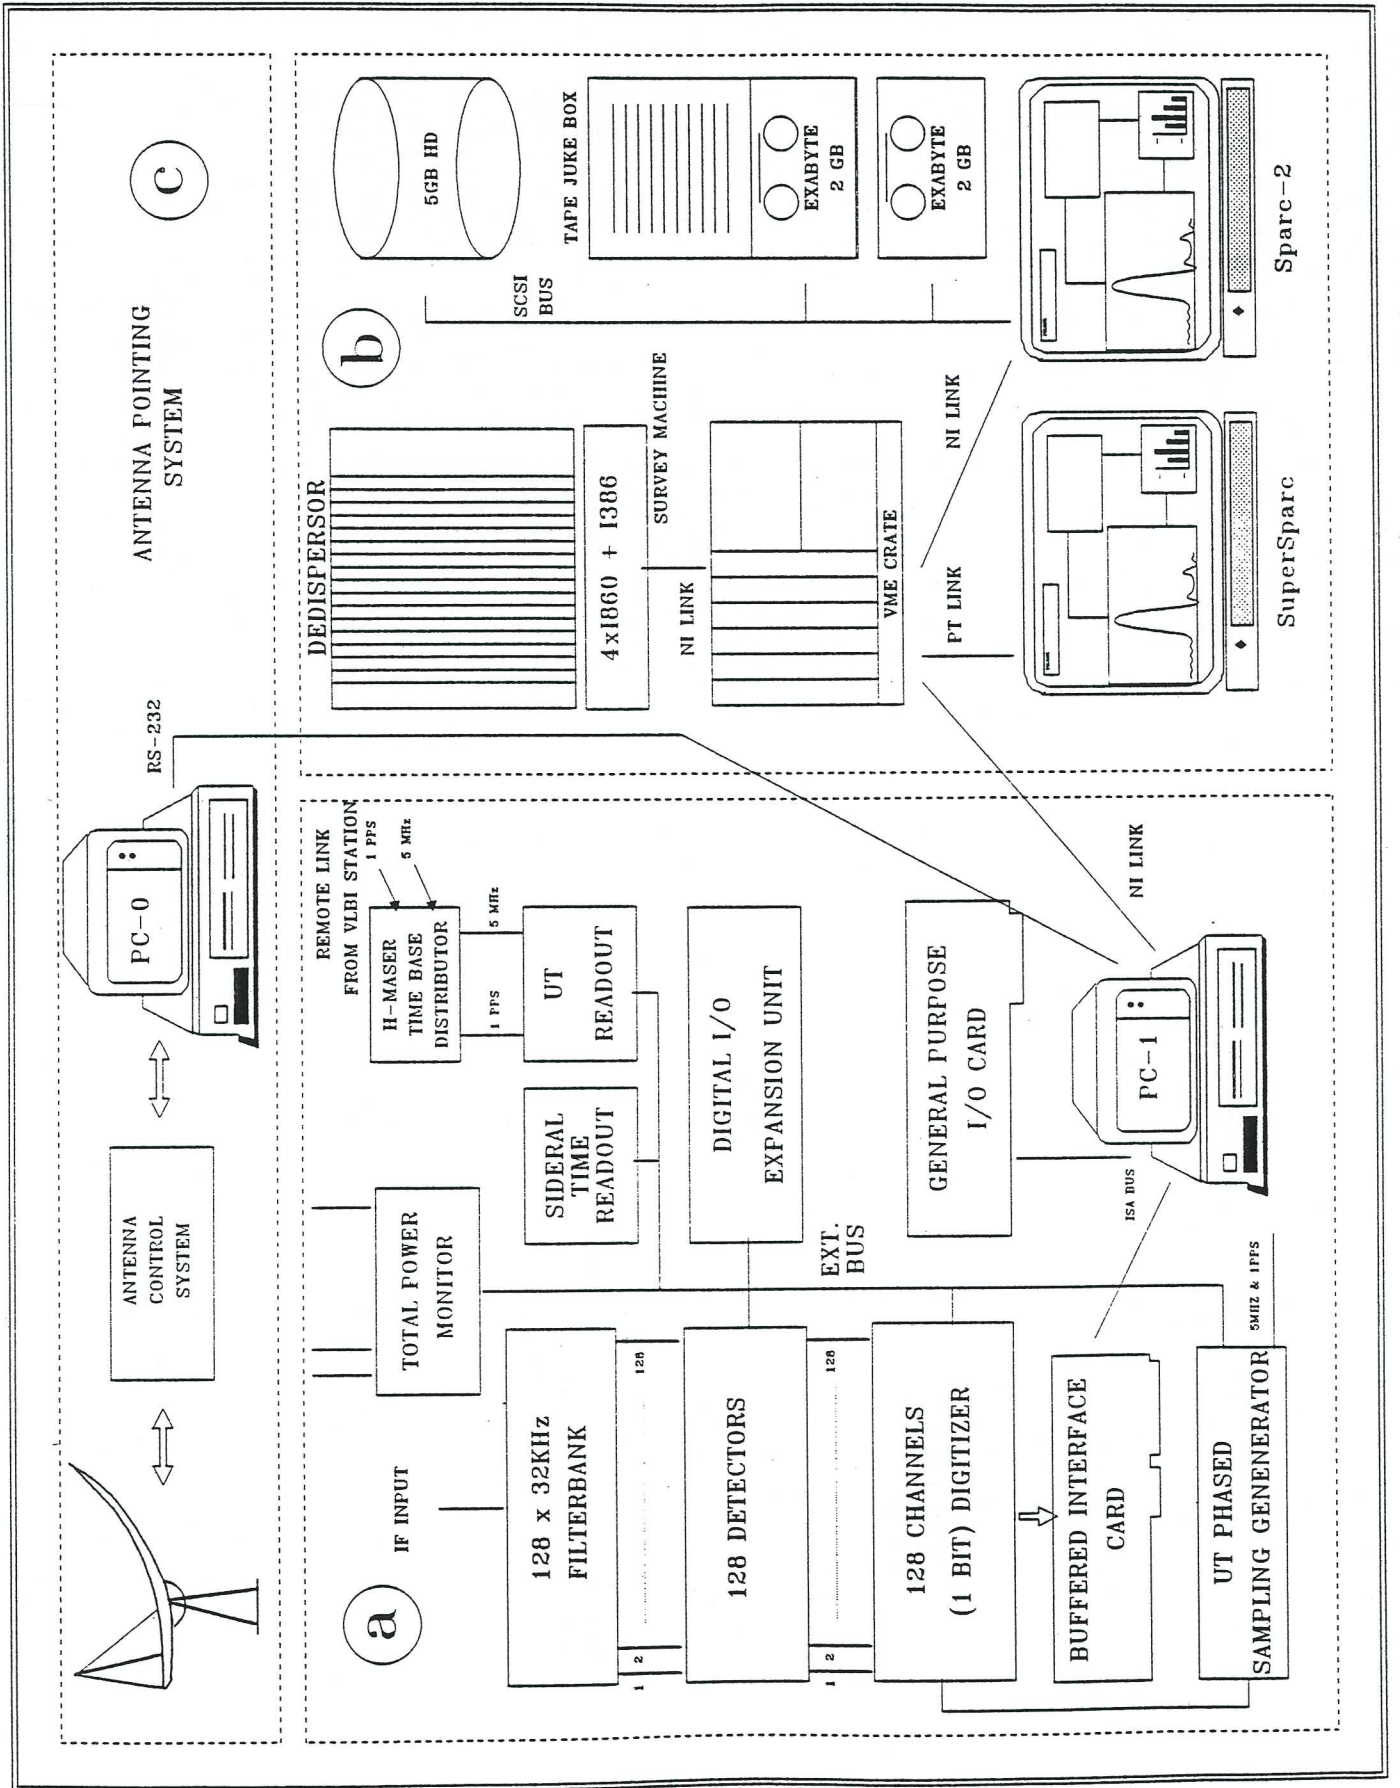 c
ANTENNA POINTING
SYSTEM
ANTENNA
CONTROL
SYSTEM
PC-0
RS-232
a
IF INPUT
128 x 32KHz
FILTERBANK
1
2
128
128 DETECTORS
1
2
128
128 CHANNELS
(1 BIT) DIGITIZER
BUFFERED INTERFACE
CARD
UT PHASED
SAMPLING GENENERATOR
5MHZ & 1PPS
TOTAL POWER
MONITOR
SIDERAL
TIME
READOUT
REMOTE LINK
FROM VLBI STATION
1 PPS
5 MHz
H-MASER
TIME BASE
DISTRIBUTOR
1 PPS
5 MHz
UT
READOUT
DIGITAL I/O
EXPANSION UNIT
EXT.
BUS
GENERAL PURPOSE
I/O CARD
ISA BUS
PC-1
NI LINK
b
DEDISPERSOR
4xI860 + I386
SURVEY MACHINE
NI LINK
VME CRATE
PT LINK
NI LINK
SuperSparc
Sparc-2
5GB HD
SCSI
BUS
TAPE JUKE BOX
EXABYTE
2 GB
EXABYTE
2 GB